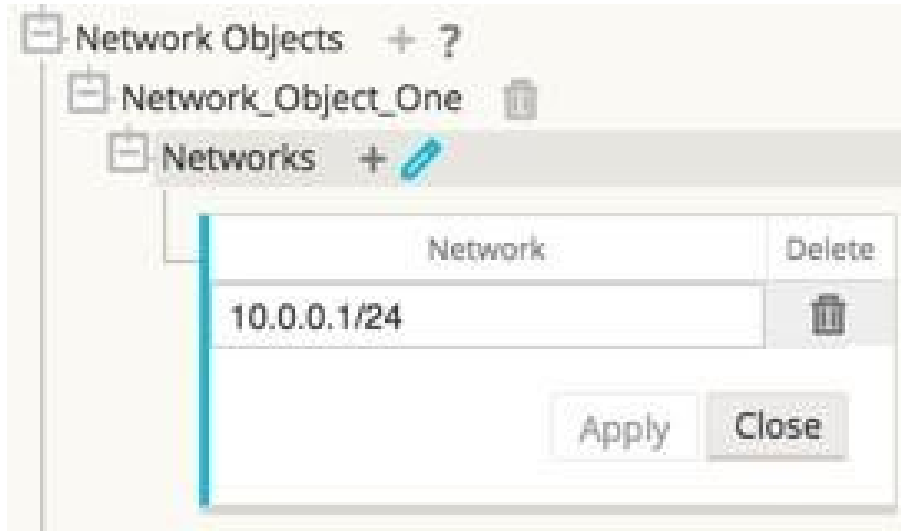 Network Objects + ?
Network_Object_One
Networks +
Network Delete
10.0.0.1/24
Apply Close